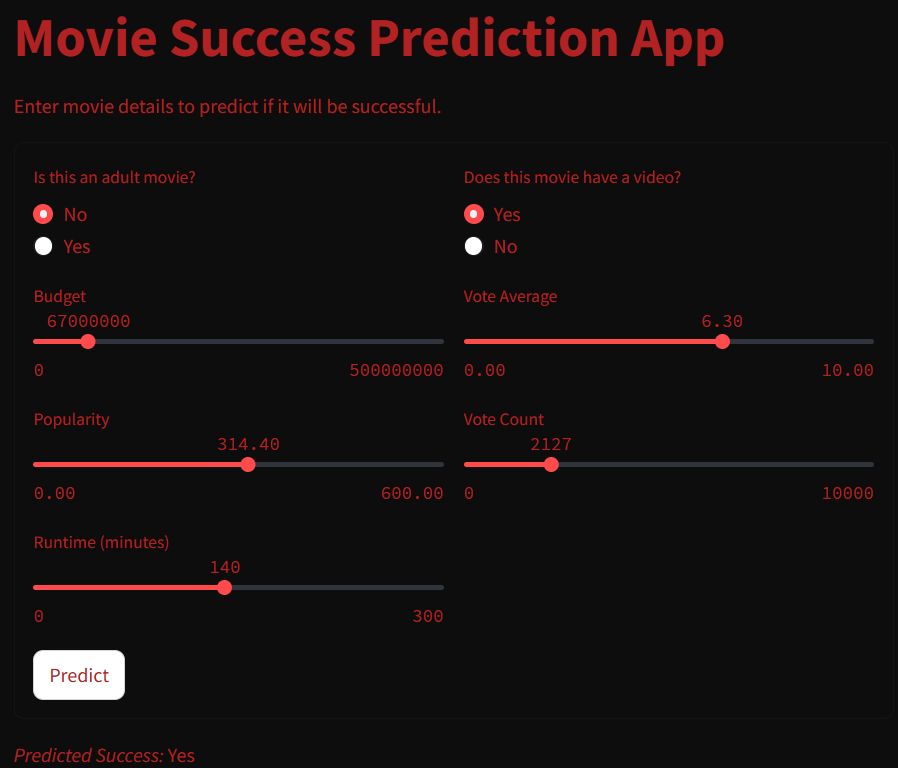 Movie Success Prediction App
Enter movie details to predict if it will be successful.
Is this an adult movie?
No
Yes
Budget
67000000
0 500000000
Popularity
314.40
0.00 600.00
Runtime (minutes)
140
0 300
Does this movie have a video?
Yes
No
Vote Average
6.30
0.00 10.00
Vote Count
2127
0 10000
Predict
Predicted Success: Yes